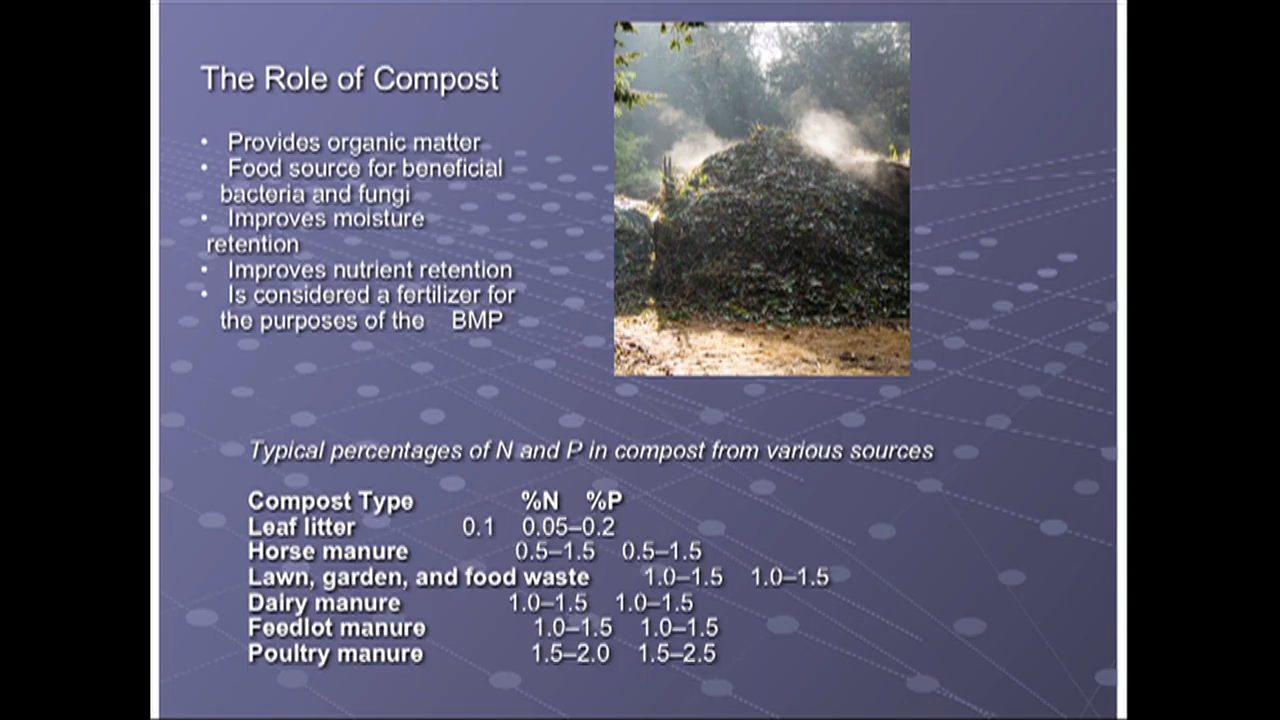 The Role of Compost
• Provides organic matter
• Food source for beneficial
bacteria and fungi
• Improves moisture
retention
• Improves nutrient retention
• Is considered a fertilizer for
the purposes of the BMP
Typical percentages of N and P in compost from various sources
Compost Type %N %P
Leaf litter 0.1 0.05–0.2
Horse manure 0.5–1.5 0.5–1.5
Lawn, garden, and food waste 1.0–1.5 1.0–1.5
Dairy manure 1.0–1.5 1.0–1.5
Feedlot manure 1.0–1.5 1.0–1.5
Poultry manure 1.5–2.0 1.5–2.5